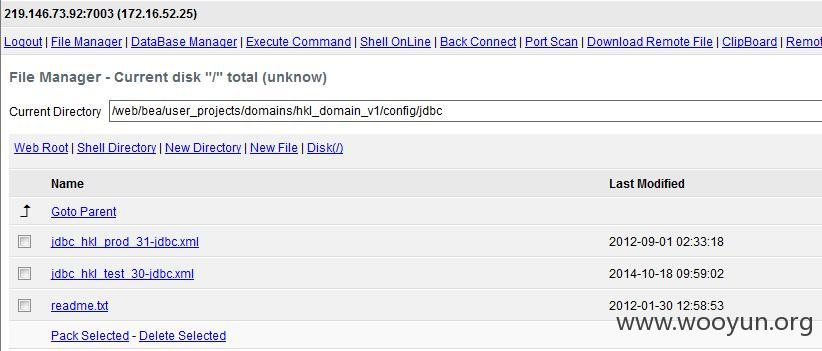 219.146.73.92:7003 (172.16.52.25)
Logout | File Manager | DataBase Manager | Execute Command | Shell OnLine | Back Connect | Port Scan | Download Remote File | ClipBoard | Remot
File Manager - Current disk "/" total (unknow)
Current Directory /web/bea/user_projects/domains/hkl_domain_v1/config/jdbc
Web Root | Shell Directory | New Directory | New File | Disk(/)
Name Last Modified
Goto Parent
jdbc_hkl_prod_31-jdbc.xml 2012-09-01 02:33:18
jdbc_hkl_test_30-jdbc.xml 2014-10-18 09:59:02
readme.txt 2012-01-30 12:58:53
Pack Selected - Delete Selected
www.wooyun.org